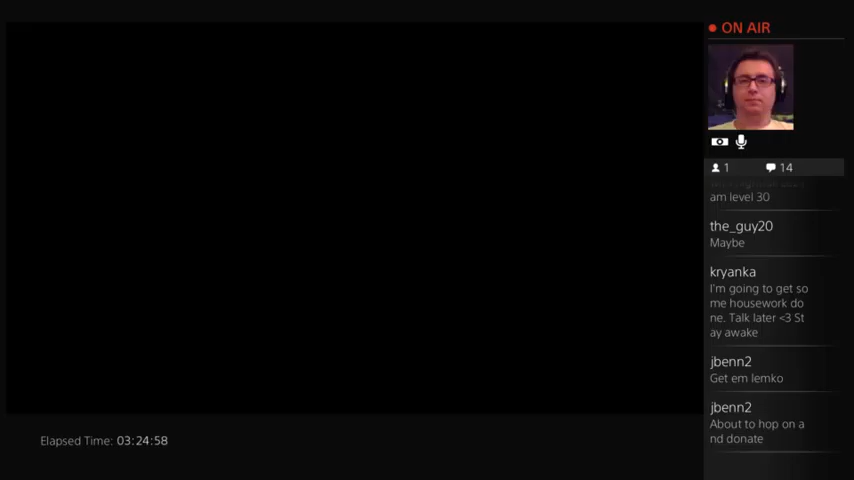 ON AIR
1
14
am level 30
the_guy20
Maybe
kryanka
I'm going to get so
me housework do
ne. Talk later <3 St
ay awake
jbenn2
Get em lemko
jbenn2
About to hop on a
nd donate
Elapsed Time: 03:24:58